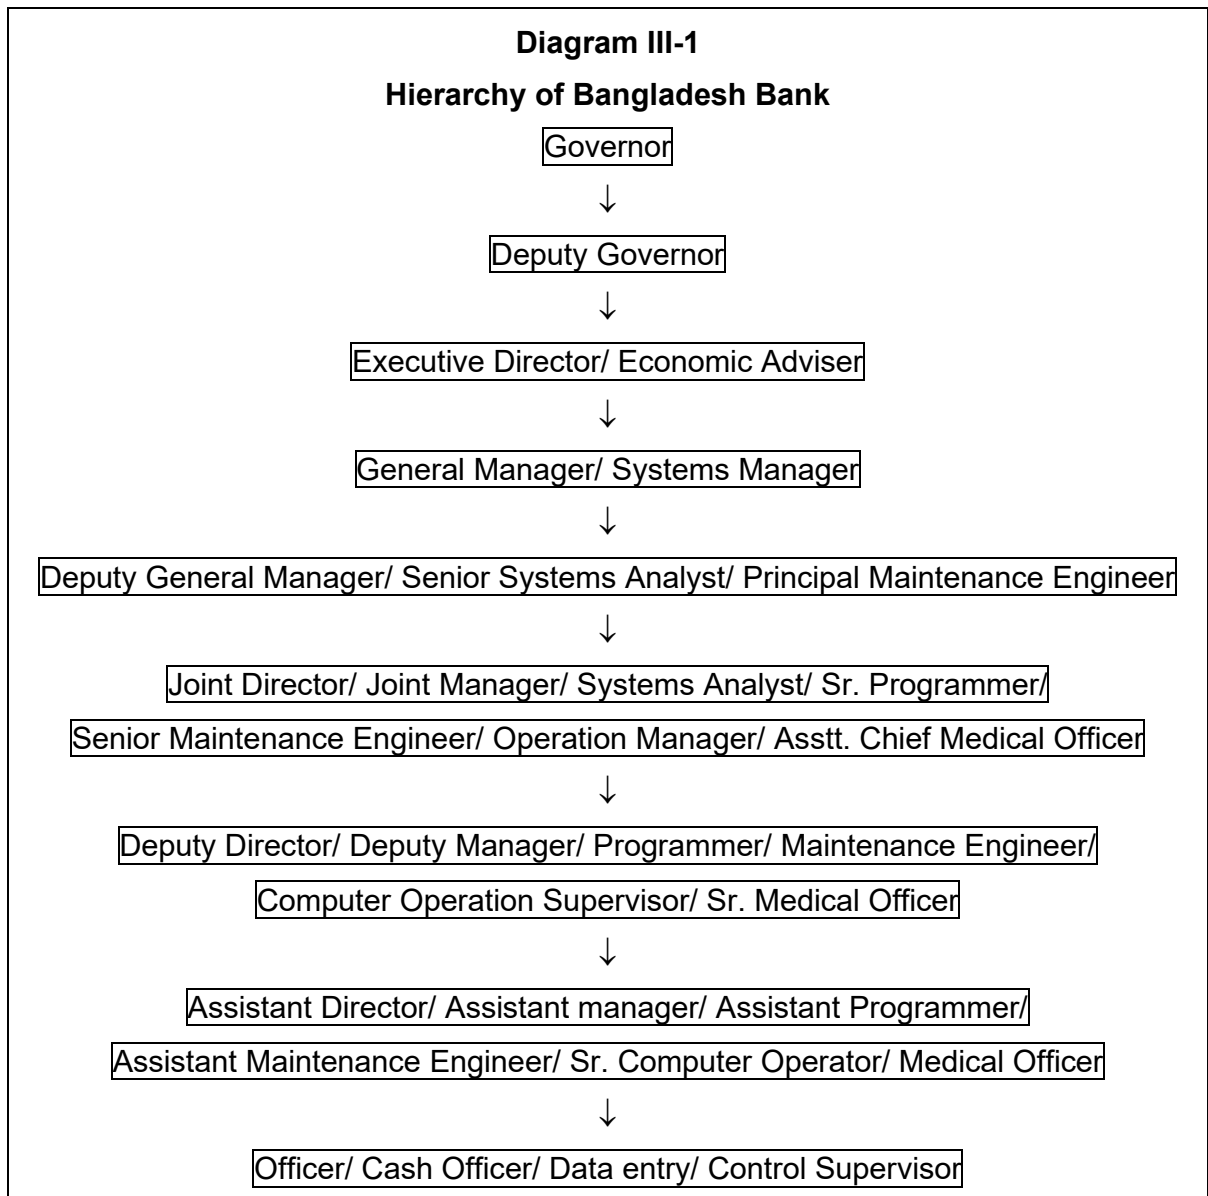 Diagram III-1
Hierarchy of Bangladesh Bank
Governor
↓
Deputy Governor
↓
Executive Director/ Economic Adviser
↓
General Manager/ Systems Manager
↓
Deputy General Manager/ Senior Systems Analyst/ Principal Maintenance Engineer
↓
Joint Director/ Joint Manager/ Systems Analyst/ Sr. Programmer/
Senior Maintenance Engineer/ Operation Manager/ Asstt. Chief Medical Officer
↓
Deputy Director/ Deputy Manager/ Programmer/ Maintenance Engineer/
Computer Operation Supervisor/ Sr. Medical Officer
↓
Assistant Director/ Assistant manager/ Assistant Programmer/
Assistant Maintenance Engineer/ Sr. Computer Operator/ Medical Officer
↓
Officer/ Cash Officer/ Data entry/ Control Supervisor